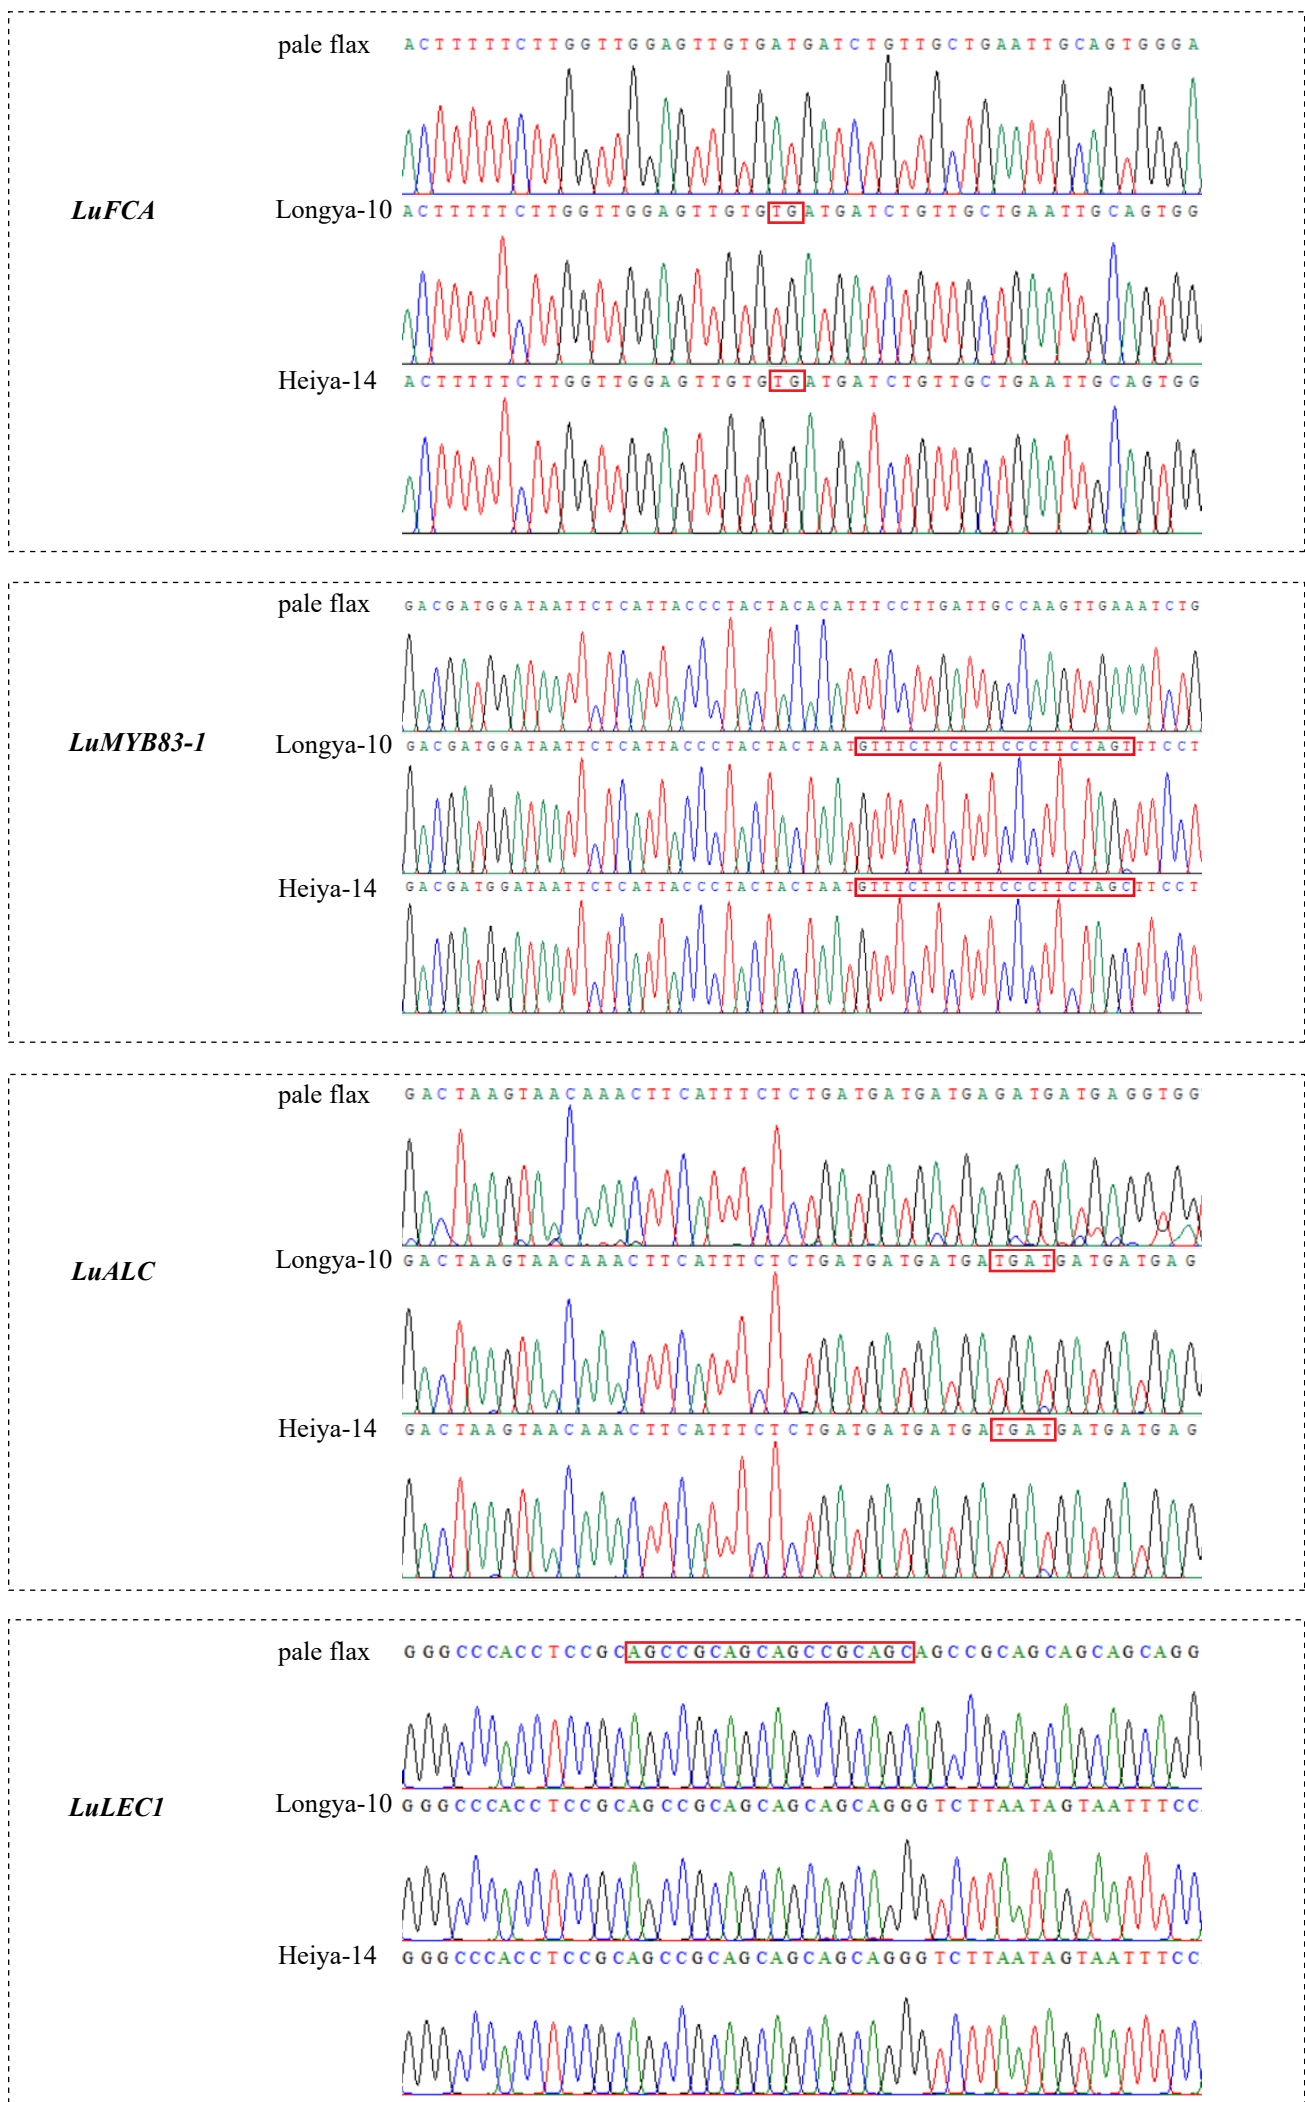 pale flax ACTTTTTCTTGGTTGGAGTTGTGATGATCTGTTGCTGAATTGCAGTGGGA
LuFCA
Longya-10 ACTTTTTCTTGGTTGGAGTTGTGTGATGATCTGTTGCTGAATTGCAGTGG
Heiya-14 ACTTTTTCTTGGTTGGAGTTGTGTGATGATCTGTTGCTGAATTGCAGTGG
pale flax GACGATGGATAATTCTCATTACCCTACTACACATTTCCTTGATTGCCAAGTTGAAATCTG
LuMYB83-1
Longya-10 GACGATGGATAATTCTCATTACCCTACTACTAATGTTTCTTCTTTCCCTTCTAGTTTCCT
Heiya-14 GACGATGGATAATTCTCATTACCCTACTACTAATGTTTCTTCTTTCCCTTCTAGCTTCCT
pale flax GACTAAGTAACAAACTTCATTTCTCTGATGATGATGAGATGATGAGGTGG
LuALC
Longya-10 GACTAAGTAACAAACTTCATTTCTCTGATGATGATGATGATGATGATGAG
Heiya-14 GACTAAGTAACAAACTTCATTTCTCTGATGATGATGATGATGATGATGAG
pale flax GGGCCCACCTCCGCAGCCGCAGCAGCCGCAGCAGCCGCAGCAGCAGCAGG
LuLEC1
Longya-10 GGGCCCACCTCCGCAGCCGCAGCAGCAGCAGGGTCTTAATAGTAATTTCC
Heiya-14 GGGCCCACCTCCGCAGCCGCAGCAGCAGCAGGGTCTTAATAGTAATTTCC